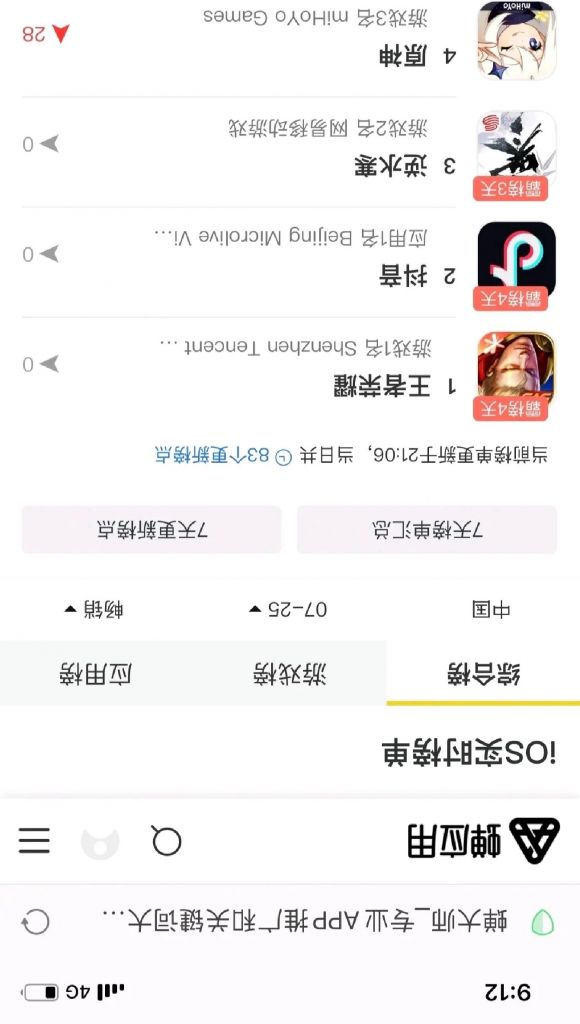 9:12 4G
蝉大师_专业APP推广和关键词大...
蝉应用
iOS实时榜单
综合榜 游戏榜 应用榜
中国 07-25 畅销
7天榜单汇总 7天更新榜点
当前榜单更新于21:06，当日共 83个更新榜点
霸榜4天
1 王者荣耀
游戏1名 Shenzhen Tencent ...
0
霸榜4天
2 抖音
应用1名 Beijing Microlive Vi...
0
霸榜3天
3 逆水寒
游戏2名 网易移动游戏
0
miHoYo
4 原神
游戏3名 miHoYo Games
28